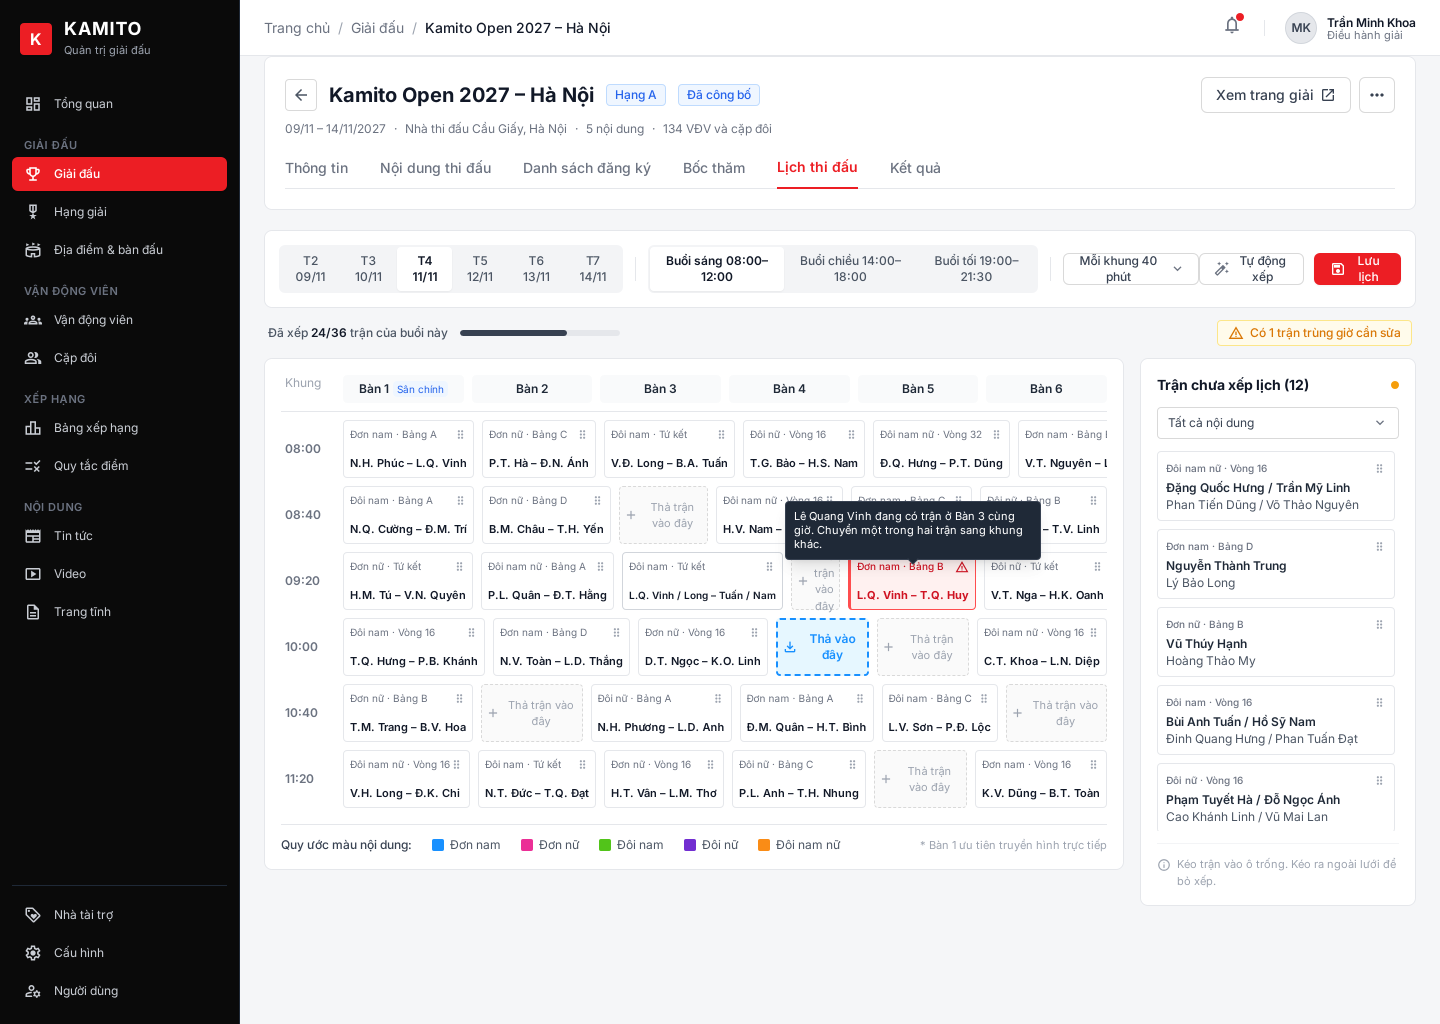 K
KAMITO
Quản trị giải đấu
Tổng quan
GIẢI ĐẤU
Giải đấu
Hạng giải
Địa điểm & bàn đấu
VẬN ĐỘNG VIÊN
Vận động viên
Cặp đôi
XẾP HẠNG
Bảng xếp hạng
Quy tắc điểm
NỘI DUNG
Tin tức
Video
Trang tĩnh
Nhà tài trợ
Cấu hình
Người dùng
Trang chủ / Giải đấu / Kamito Open 2027 – Hà Nội
MK
Trần Minh Khoa
Điều hành giải
Kamito Open 2027 – Hà Nội
Hạng A
Đã công bố
Xem trang giải
09/11 – 14/11/2027 · Nhà thi đấu Cầu Giấy, Hà Nội · 5 nội dung · 134 VĐV và cặp đôi
Thông tin
Nội dung thi đấu
Danh sách đăng ký
Bốc thăm
Lịch thi đấu
Kết quả
T2
09/11
T3
10/11
T4
11/11
T5
12/11
T6
13/11
T7
14/11
Buổi sáng 08:00–
12:00
Buổi chiều 14:00–
18:00
Buổi tối 19:00–
21:30
Mỗi khung 40
phút
Tự động
xếp
Lưu
lịch
Đã xếp 24/36 trận của buổi này
Có 1 trận trùng giờ cần sửa
Khung
Bàn 1 Sân chính
Bàn 2
Bàn 3
Bàn 4
Bàn 5
Bàn 6
08:00
Đơn nam · Bảng A
N.H. Phúc – L.Q. Vinh
Đơn nữ · Bảng C
P.T. Hà – Đ.N. Ánh
Đôi nam · Tứ kết
V.Đ. Long – B.A. Tuấn
Đôi nữ · Vòng 16
T.G. Bảo – H.S. Nam
Đôi nam nữ · Vòng 32
Đ.Q. Hưng – P.T. Dũng
Đơn nam · Bảng
V.T. Nguyên –
08:40
Đôi nam · Bảng A
N.Q. Cường – Đ.M. Trí
Đơn nữ · Bảng D
B.M. Châu – T.H. Yến
Thả trận
vào đây
Đôi nam nữ · Vòng 16
H.V. Nam –
Đơn nam · Bảng C
Đôi nữ · Bảng B
– T.V. Linh
Lê Quang Vinh đang có trận ở Bàn 3 cùng
giờ. Chuyển một trong hai trận sang khung
khác.
09:20
Đơn nữ · Tứ kết
H.M. Tú – V.N. Quyên
Đôi nam nữ · Bảng A
P.L. Quân – Đ.T. Hằng
Đôi nam · Tứ kết
L.Q. Vinh / Long – Tuấn / Nam
trận
vào
đây
Đơn nam · Bảng B
L.Q. Vinh – T.Q. Huy
Đôi nữ · Tứ kết
V.T. Nga – H.K. Oanh
10:00
Đôi nam · Vòng 16
T.Q. Hưng – P.B. Khánh
Đơn nam · Bảng D
N.V. Toàn – L.D. Thắng
Đơn nữ · Vòng 16
D.T. Ngọc – K.O. Linh
Thả vào
đây
Thả trận
vào đây
Đôi nam nữ · Vòng 16
C.T. Khoa – L.N. Diệp
10:40
Đơn nữ · Bảng B
T.M. Trang – B.V. Hoa
Thả trận vào
đây
Đôi nữ · Bảng A
N.H. Phương – L.D. Anh
Đơn nam · Bảng A
Đ.M. Quân – H.T. Bình
Đôi nam · Bảng C
L.V. Sơn – P.Đ. Lộc
Thả trận vào
đây
11:20
Đôi nam nữ · Vòng 16
V.H. Long – Đ.K. Chi
Đôi nam · Tứ kết
N.T. Đức – T.Q. Đạt
Đơn nữ · Vòng 16
H.T. Vân – L.M. Thơ
Đôi nữ · Bảng C
P.L. Anh – T.H. Nhung
Thả trận
vào đây
Đơn nam · Vòng 16
K.V. Dũng – B.T. Toàn
Quy ước màu nội dung:
Đơn nam
Đơn nữ
Đôi nam
Đôi nữ
Đôi nam nữ
* Bàn 1 ưu tiên truyền hình trực tiếp
Trận chưa xếp lịch (12)
Tất cả nội dung
Đôi nam nữ · Vòng 16
Đặng Quốc Hưng / Trần Mỹ Linh
Phan Tiến Dũng / Võ Thảo Nguyên
Đơn nam · Bảng D
Nguyễn Thành Trung
Lý Bảo Long
Đơn nữ · Bảng B
Vũ Thúy Hạnh
Hoàng Thảo My
Đôi nam · Vòng 16
Bùi Anh Tuấn / Hồ Sỹ Nam
Đinh Quang Hưng / Phan Tuấn Đạt
Đôi nữ · Vòng 16
Phạm Tuyết Hà / Đỗ Ngọc Ánh
Cao Khánh Linh / Vũ Mai Lan
Kéo trận vào ô trống. Kéo ra ngoài lưới để
bỏ xếp.